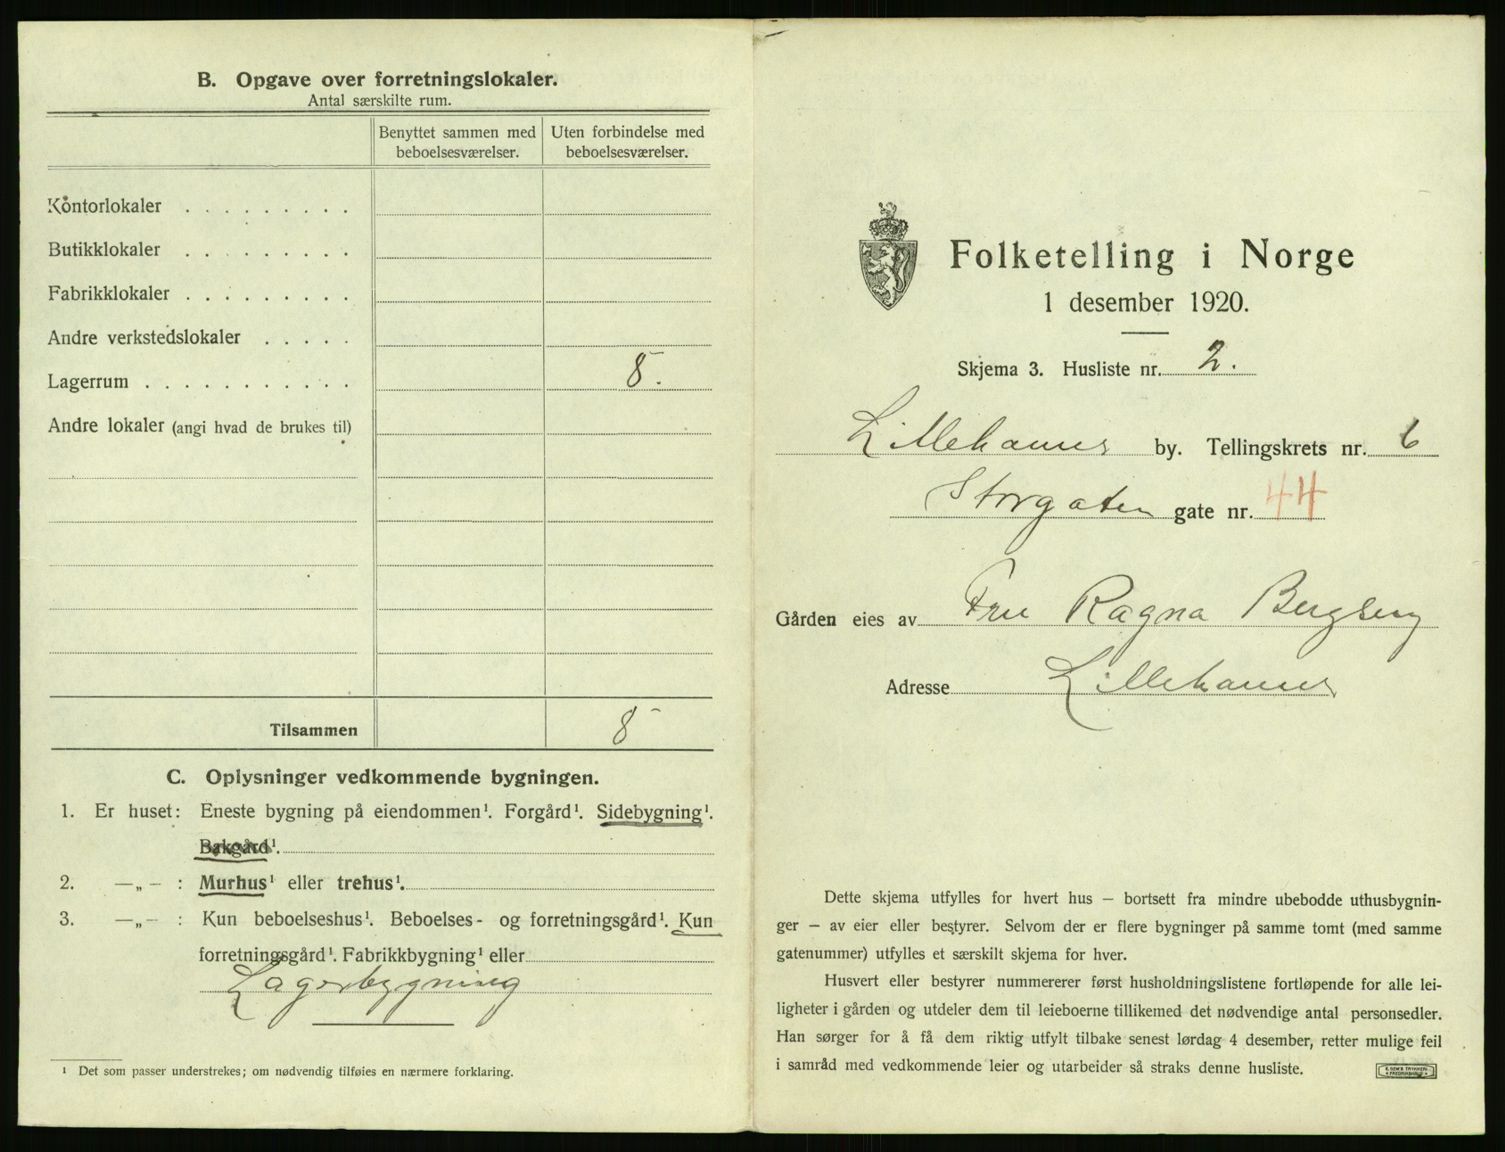 B. Opgave over forretningslokaler.
Antal særskilte rum.
Benyttet sammen med beboelsesværelser.
Uten forbindelse med beboelsesværelser.
Kontorlokaler . . . . . . . . .
Butikklokaler . . . . . . . . .
Fabrikklokaler . . . . . . . . .
Andre verkstedslokaler . . . . .
Lagerrum . . . . . . . . . . . 8.
Andre lokaler (angi hvad de brukes til)
Tilsammen 8
C. Oplysninger vedkommende bygningen.
1. Er huset: Eneste bygning på eiendommen¹. Forgård¹. Sidebygning¹.
Bakgård¹.
2. —„— : Murhus¹ eller trehus¹.
3. —„— : Kun beboelseshus¹. Beboelses- og forretningsgård¹. Kun
forretningsgård¹. Fabrikkbygning¹ eller
Lagerbygning
¹ Det som passer understrekes; om nødvendig tilføies en nærmere forklaring.
Folketelling i Norge
1 desember 1920.
Skjema 3. Husliste nr. 2.
Lillehamer by. Tellingskrets nr. 6
Storgaten gate nr. 44
Gården eies av Fru Ragna Bergseng
Adresse Lillehamer
Dette skjema utfylles for hvert hus – bortsett fra mindre ubebodde uthusbygnin-
ger – av eier eller bestyrer. Selvom der er flere bygninger på samme tomt (med samme
gatenummer) utfylles et særskilt skjema for hver.
Husvert eller bestyrer nummererer først husholdningslistene fortløpende for alle lei-
ligheter i gården og utdeler dem til leieboerne tillikemed det nødvendige antal personsedler.
Han sørger for å få dem riktig utfylt tilbake senest lørdag 4 desember, retter mulige feil
i samråd med vedkommende leier og utarbeider så straks denne husliste.